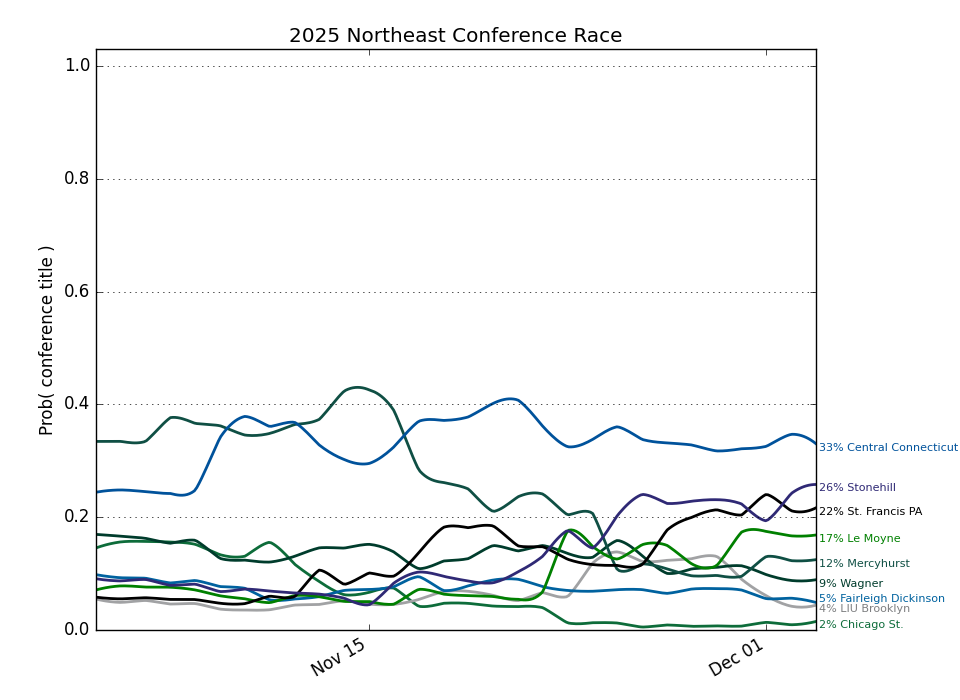 2025 Northeast Conference Race
Prob( conference title )
1.0
0.8
0.6
0.4
0.2
0.0
Nov 15
Dec 01
33% Central Connecticut
26% Stonehill
22% St. Francis PA
17% Le Moyne
12% Mercyhurst
9% Wagner
5% Fairleigh Dickinson
4% LIU Brooklyn
2% Chicago St.